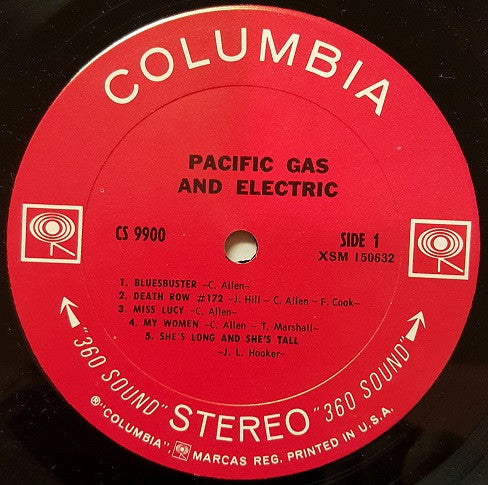 COLUMBIA
PACIFIC GAS
AND ELECTRIC
CS 9900
SIDE 1
XSM 150632
1. BLUESBUSTER –C. Allen–
2. DEATH ROW #172 –J. Hill – C. Allen – F. Cook–
3. MISS LUCY –C. Allen–
4. MY WOMEN –C. Allen – T. Marshall–
5. SHE'S LONG AND SHE'S TALL
–J. L. Hooker–
"360 SOUND" STEREO "360 SOUND"
® "COLUMBIA", MARCAS REG. PRINTED IN U.S.A.